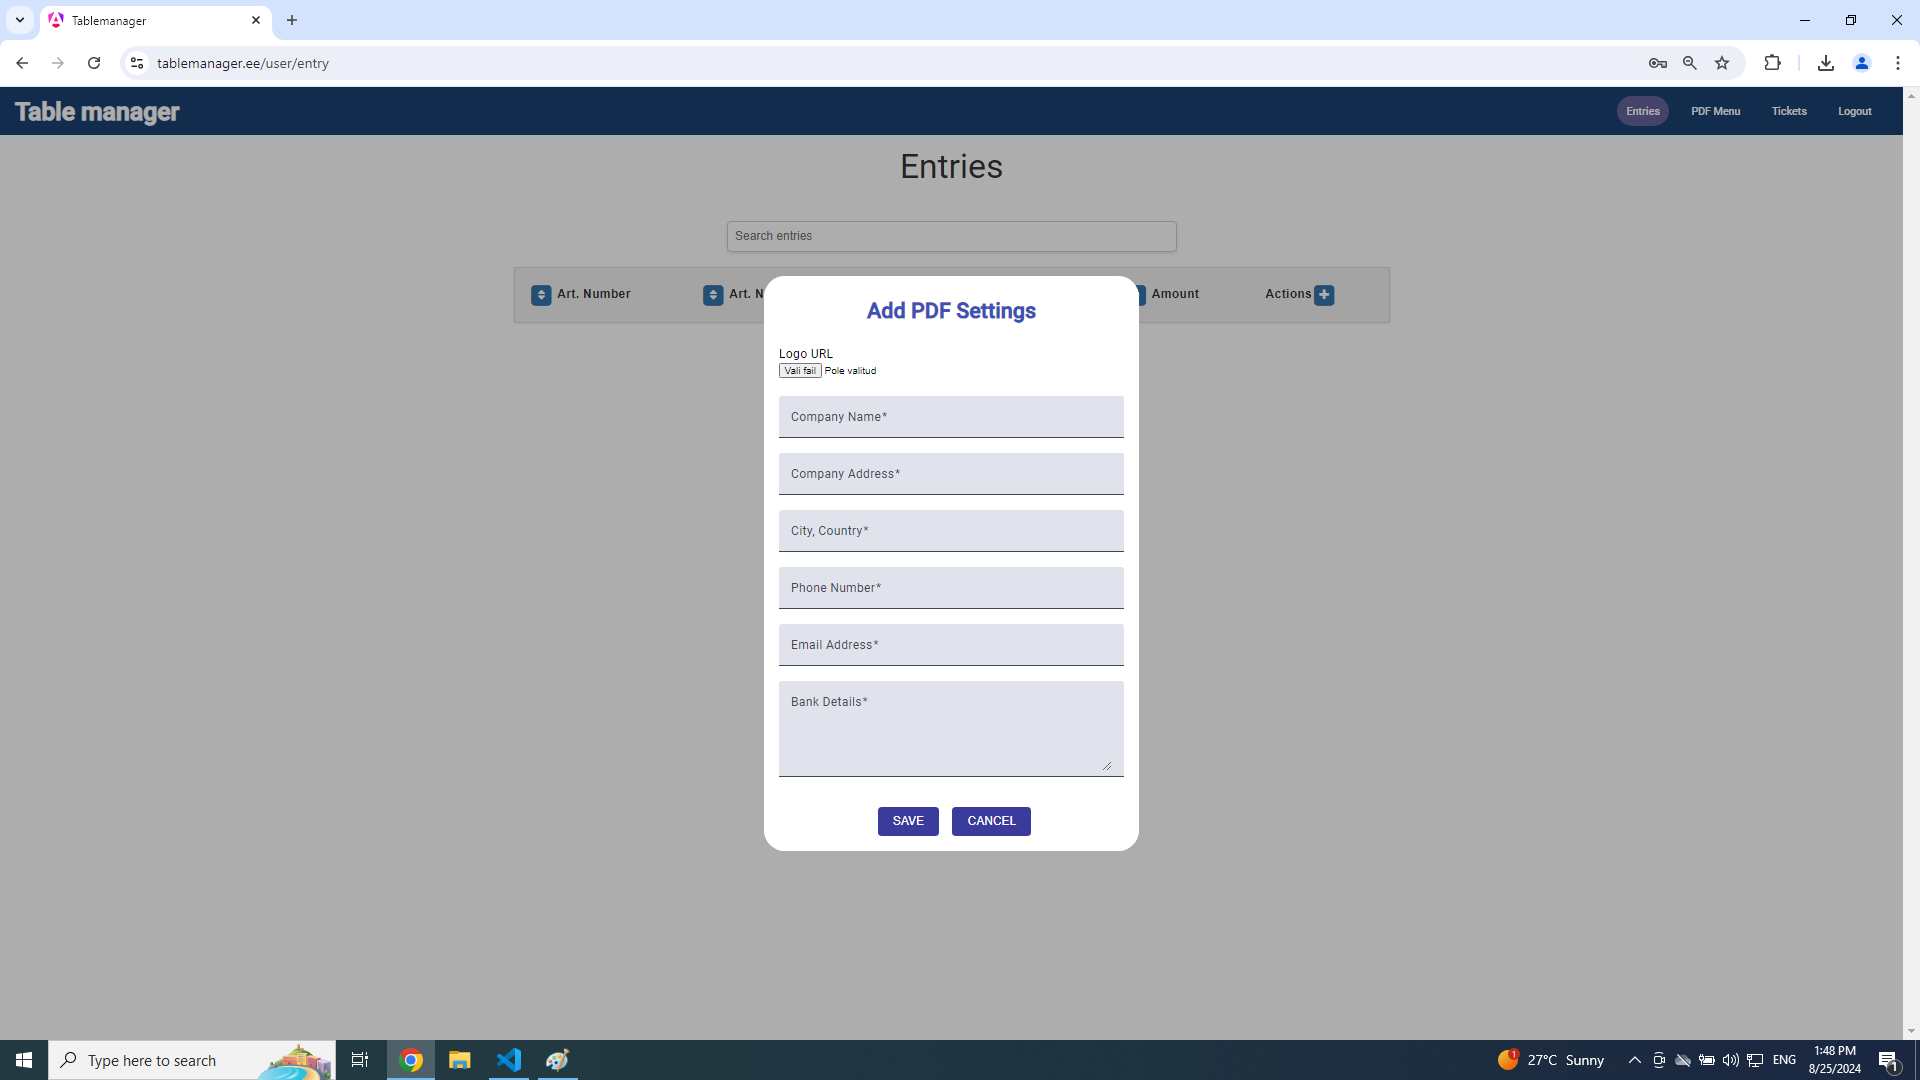 Tablemanager
tablemanager.ee/user/entry
Table manager
Entries
PDF Menu
Tickets
Logout
Entries
Search entries
Art. Number
Art. N
Amount
Actions
Add PDF Settings
Logo URL
Vali fail Pole valitud
Company Name*
Company Address*
City, Country*
Phone Number*
Email Address*
Bank Details*
SAVE
CANCEL
Type here to search
1
27°C Sunny
ENG
1:48 PM
8/25/2024
1